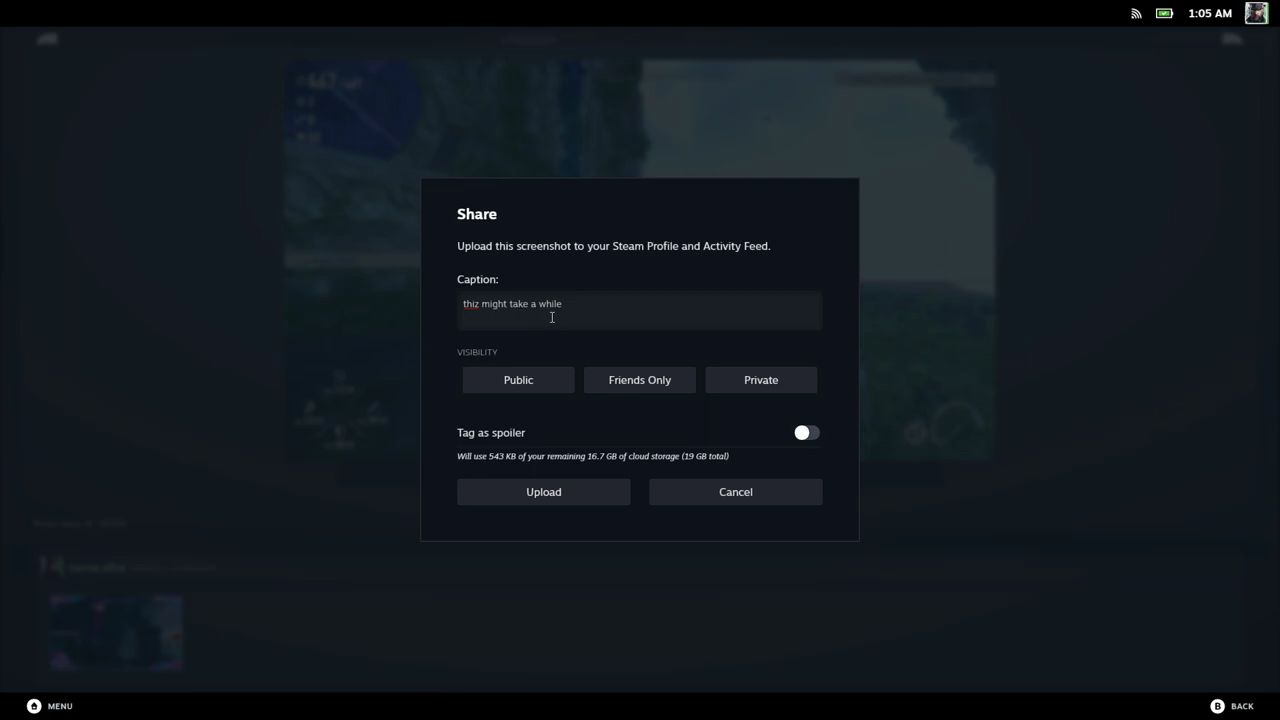 1:05 AM
Share
Upload this screenshot to your Steam Profile and Activity Feed.
Caption:
thiz might take a while
VISIBILITY
Public
Friends Only
Private
Tag as spoiler
Will use 543 KB of your remaining 16.7 GB of cloud storage (19 GB total)
Upload
Cancel
MENU
B BACK